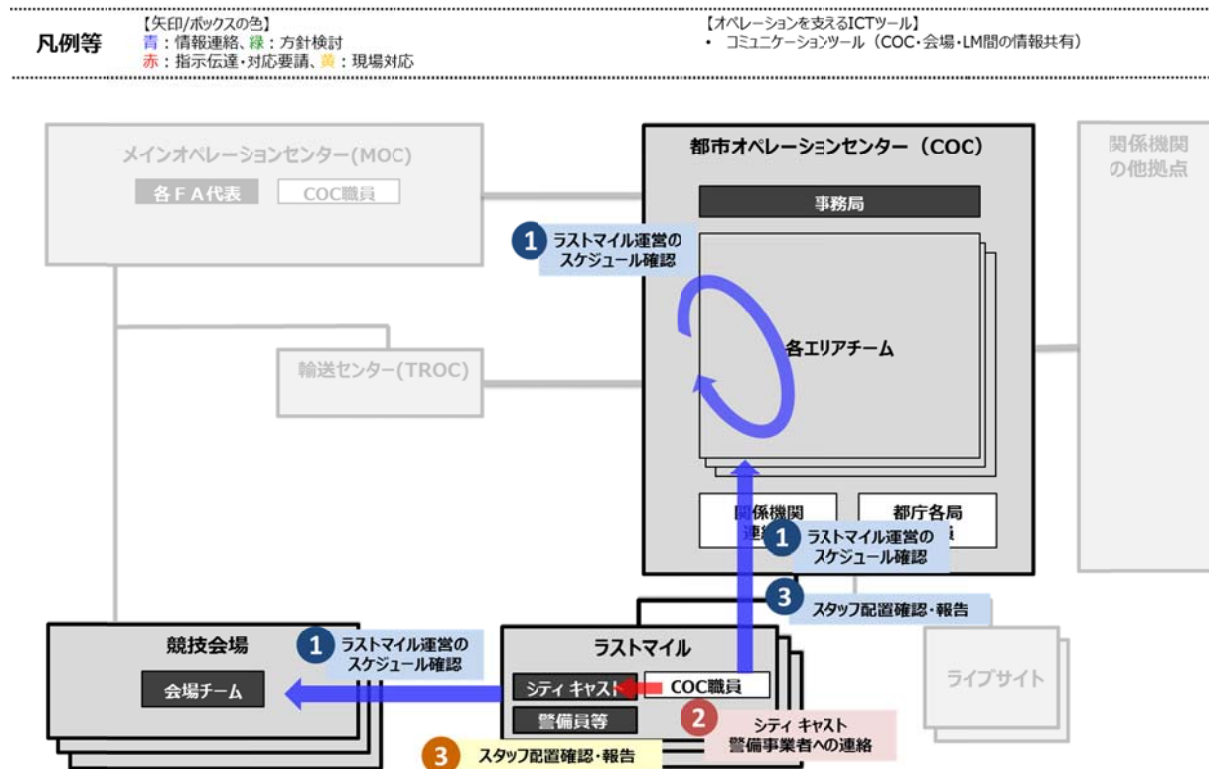 凡例等
【矢印/ボックスの色】
青：情報連絡、緑：方針検討
赤：指示伝達・対応要請、黄：現場対応
【オペレーションを支えるICTツール】
• コミュニケーションツール（COC・会場・LM間の情報共有）
メインオペレーションセンター(MOC)
各ＦＡ代表
COC職員
都市オペレーションセンター（COC）
事務局
関係機関
の他拠点
1 ラストマイル運営の
スケジュール確認
各エリアチーム
輸送センター(TROC)
関係機関
都庁各局
1 ラストマイル運営の
スケジュール確認
3 スタッフ配置確認・報告
競技会場
会場チーム
1 ラストマイル運営の
スケジュール確認
ラストマイル
シティ キャスト
COC職員
警備員等
2 シティ キャスト
警備事業者への連絡
3 スタッフ配置確認・報告
ライブサイト